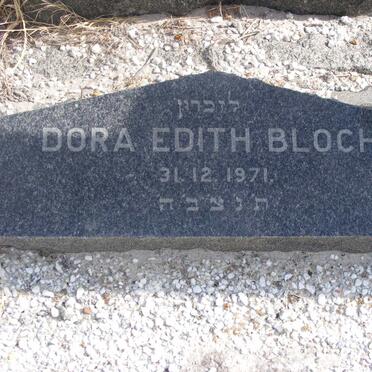 לזכרון
DORA EDITH BLOCH
31.12.1971.
ת נ צ ב ה